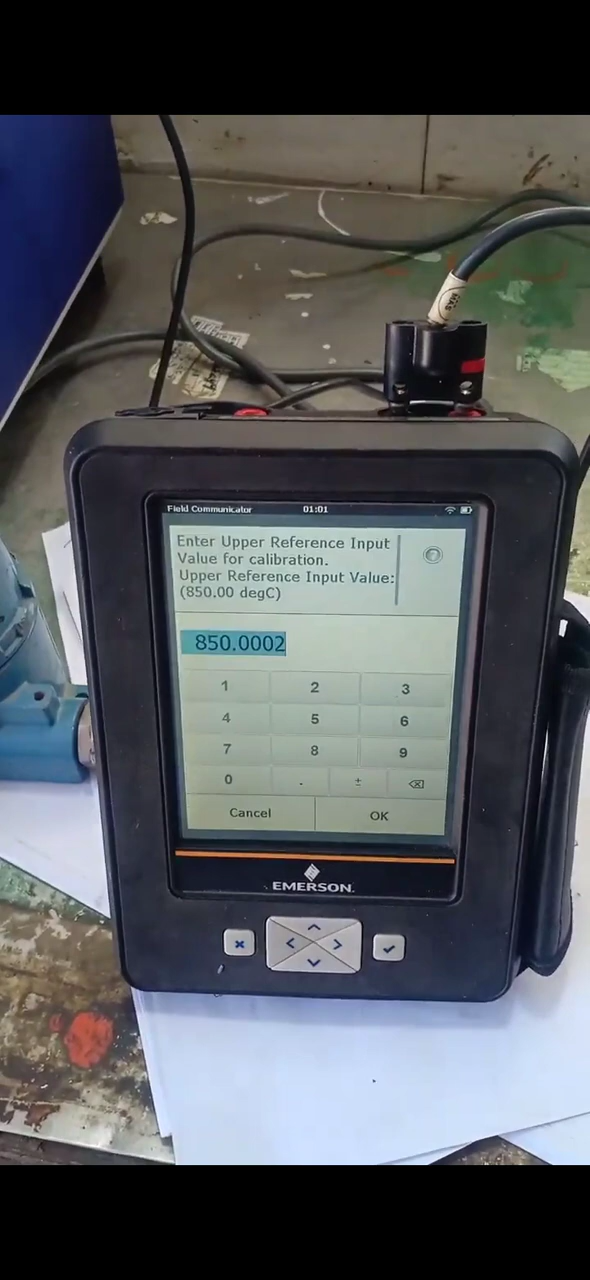 Field Communicator 01:01
Enter Upper Reference Input
Value for calibration.
Upper Reference Input Value:
(850.00 degC)
850.0002
1 2 3
4 5 6
7 8 9
0 . ±
Cancel OK
EMERSON